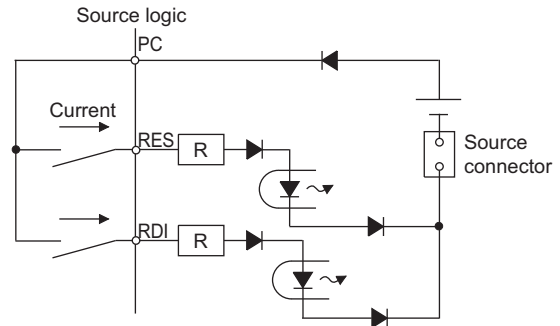 Source logic
PC
Current
RES
R
Source
connector
RDI
R